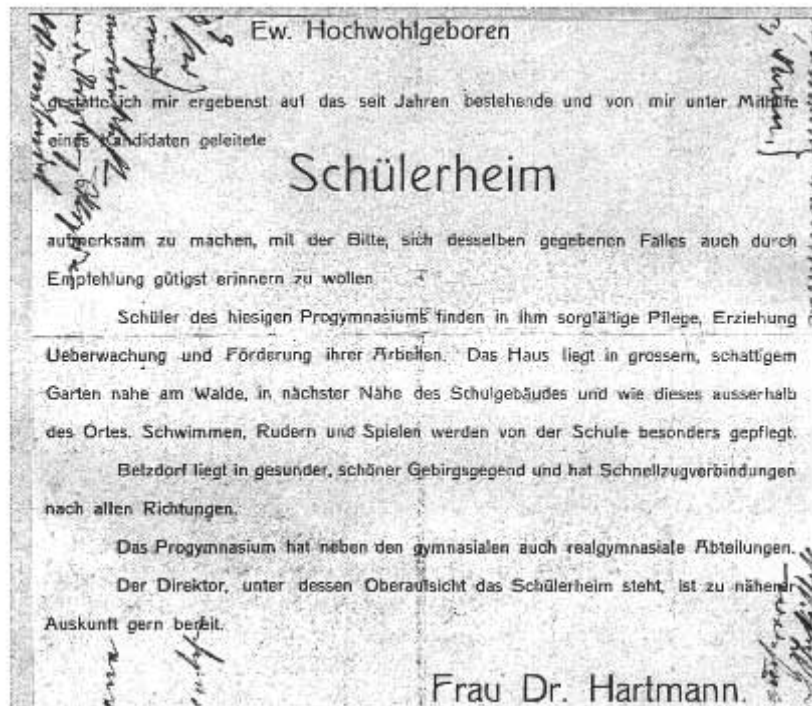 Ew. Hochwohlgeboren
gestatte ich mir ergebenst auf das seit Jahren bestehende und von mir unter Mithilfe
eines Kandidaten geleitete
Schülerheim
aufmerksam zu machen, mit der Bitte, sich desselben gegebenen Falles auch durch
Empfehlung gütigst erinnern zu wollen
Schüler des hiesigen Progymnasiums finden in ihm sorgfältige Pflege, Erziehung
Ueberwachung und Förderung ihrer Arbeiten. Das Haus liegt in grossem, schattigem
Garten nahe am Walde, in nächster Nähe des Schulgebäudes und wie dieses ausserhalb
des Ortes. Schwimmen, Rudern und Spielen werden von der Schule besonders gepflegt.
Betzdorf liegt in gesunder, schöner Gebirgsgegend und hat Schnellzugverbindungen
nach allen Richtungen.
Das Progymnasium hat neben den gymnasialen auch realgymnasiale Abteilungen.
Der Direktor, unter dessen Oberaufsicht das Schülerheim steht, ist zu näherer
Auskunft gern bereit.
Frau Dr. Hartmann.